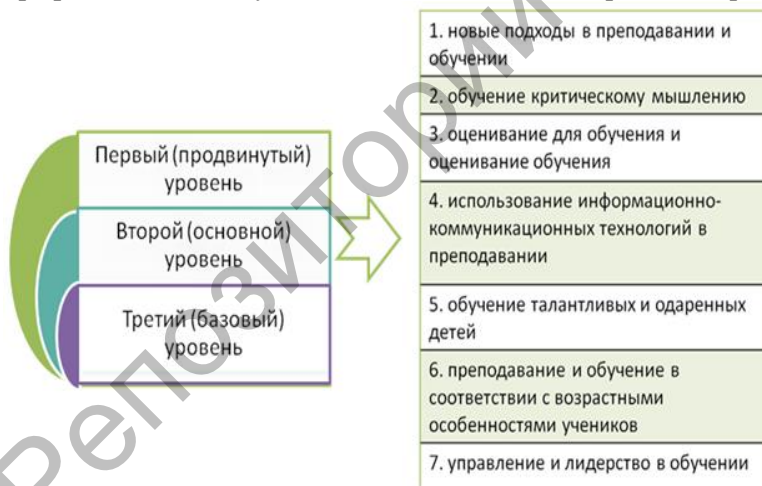 Первый (продвинутый)
уровень
Второй (основной)
уровень
Третий (базовый)
уровень
1. новые подходы в преподавании и
обучении
2. обучение критическому мышлению
3. оценивание для обучения и
оценивание обучения
4. использование информационно-
коммуникационных технологий в
преподавании
5. обучение талантливых и одаренных
детей
6. преподавание и обучение в
соответствии с возрастными
особенностями учеников
7. управление и лидерство в обучении